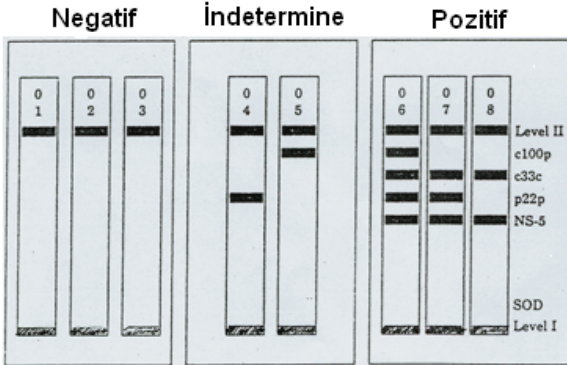 Negatif İndetermine Pozitif
0 0 0 0 0 0 0 0
1 2 3 4 5 6 7 8
Level II
c100p
c33c
p22p
NS-5
SOD
Level I